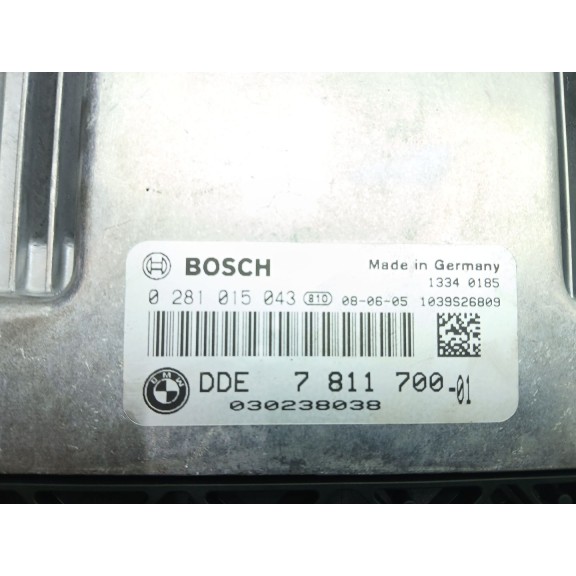 BOSCH
Made in Germany
1334 0185
0 281 015 043 810 08-06-05 1039S26809
BMW DDE 7 811 700-01
030238038